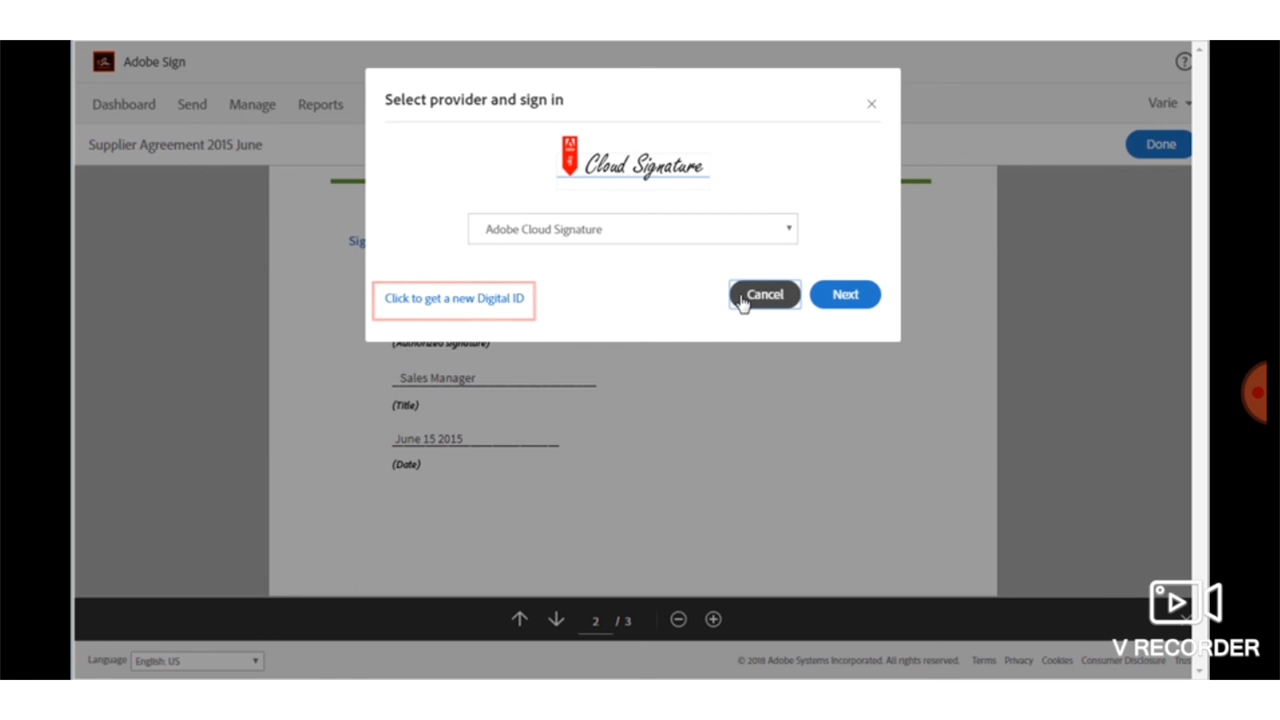 Adobe Sign
?
Dashboard Send Manage Reports
Varie
Supplier Agreement 2015 June
Done
Select provider and sign in
×
Adobe
Cloud Signature
Adobe Cloud Signature
Click to get a new Digital ID
Cancel
Next
Sig
(Authorized signature)
Sales Manager
(Title)
June 15 2015
(Date)
2 / 3
Language English: US
© 2018 Adobe Systems Incorporated. All rights reserved. Terms Privacy Cookies Consumer Disclosure Trus
V RECORDER